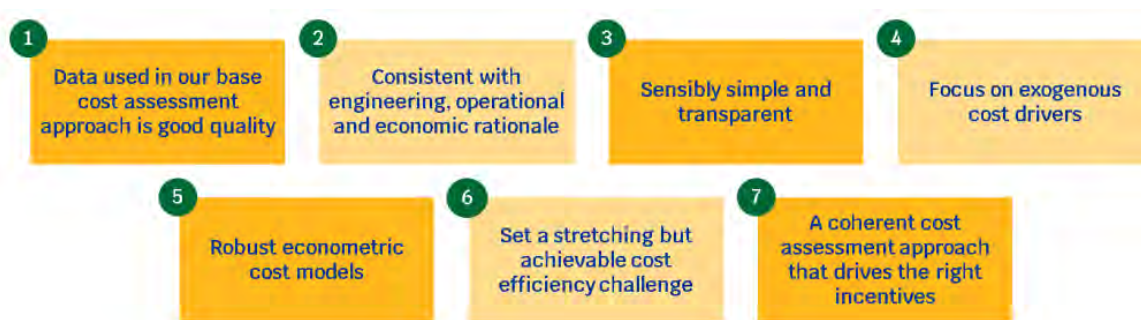 1
Data used in our base
cost assessment
approach is good quality
2
Consistent with
engineering, operational
and economic rationale
3
Sensibly simple and
transparent
4
Focus on exogenous
cost drivers
5
Robust econometric
cost models
6
Set a stretching but
achievable cost
efficiency challenge
7
A coherent cost
assessment approach
that drives the right
incentives